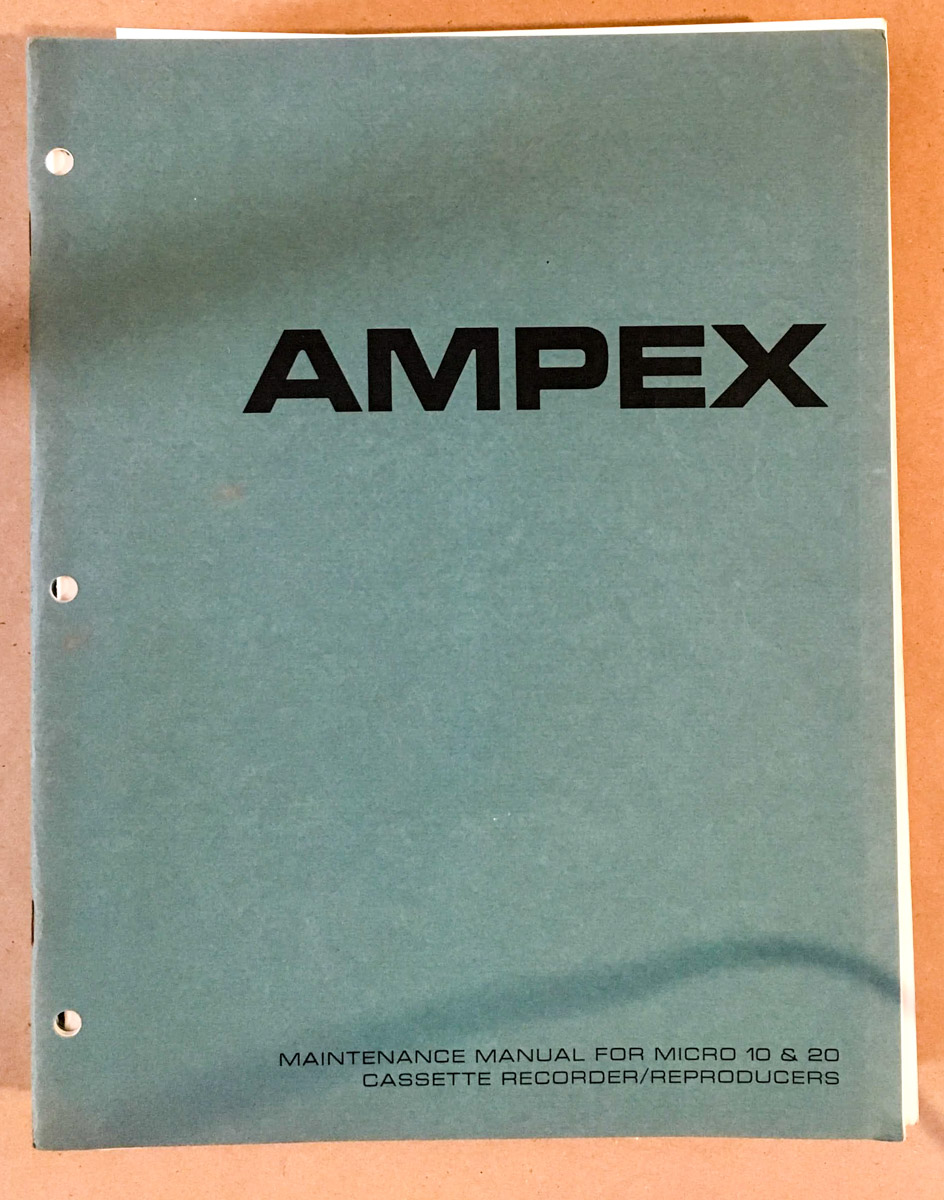 AMPEX
MAINTENANCE MANUAL FOR MICRO 10 & 20
CASSETTE RECORDER/REPRODUCERS